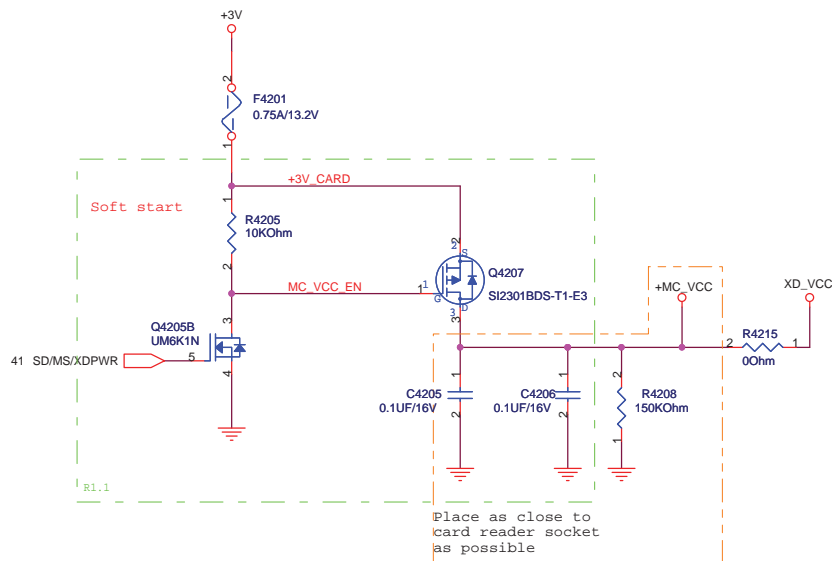 +3V
2
F4201
0.75A/13.2V
1
+3V_CARD
Soft start
1
R4205
10KOhm
2
2
2
S
Q4207
SI2301BDS-T1-E3
MC_VCC_EN
1
1
G
D
3
3
+MC_VCC
XD_VCC
Q4205B
UM6K1N
3
41 SD/MS/XDPWR
5
4
R4215
2
1
0Ohm
1
C4205
0.1UF/16V
2
1
C4206
0.1UF/16V
2
2
R4208
150KOhm
1
R1.1
Place as close to
card reader socket
as possible